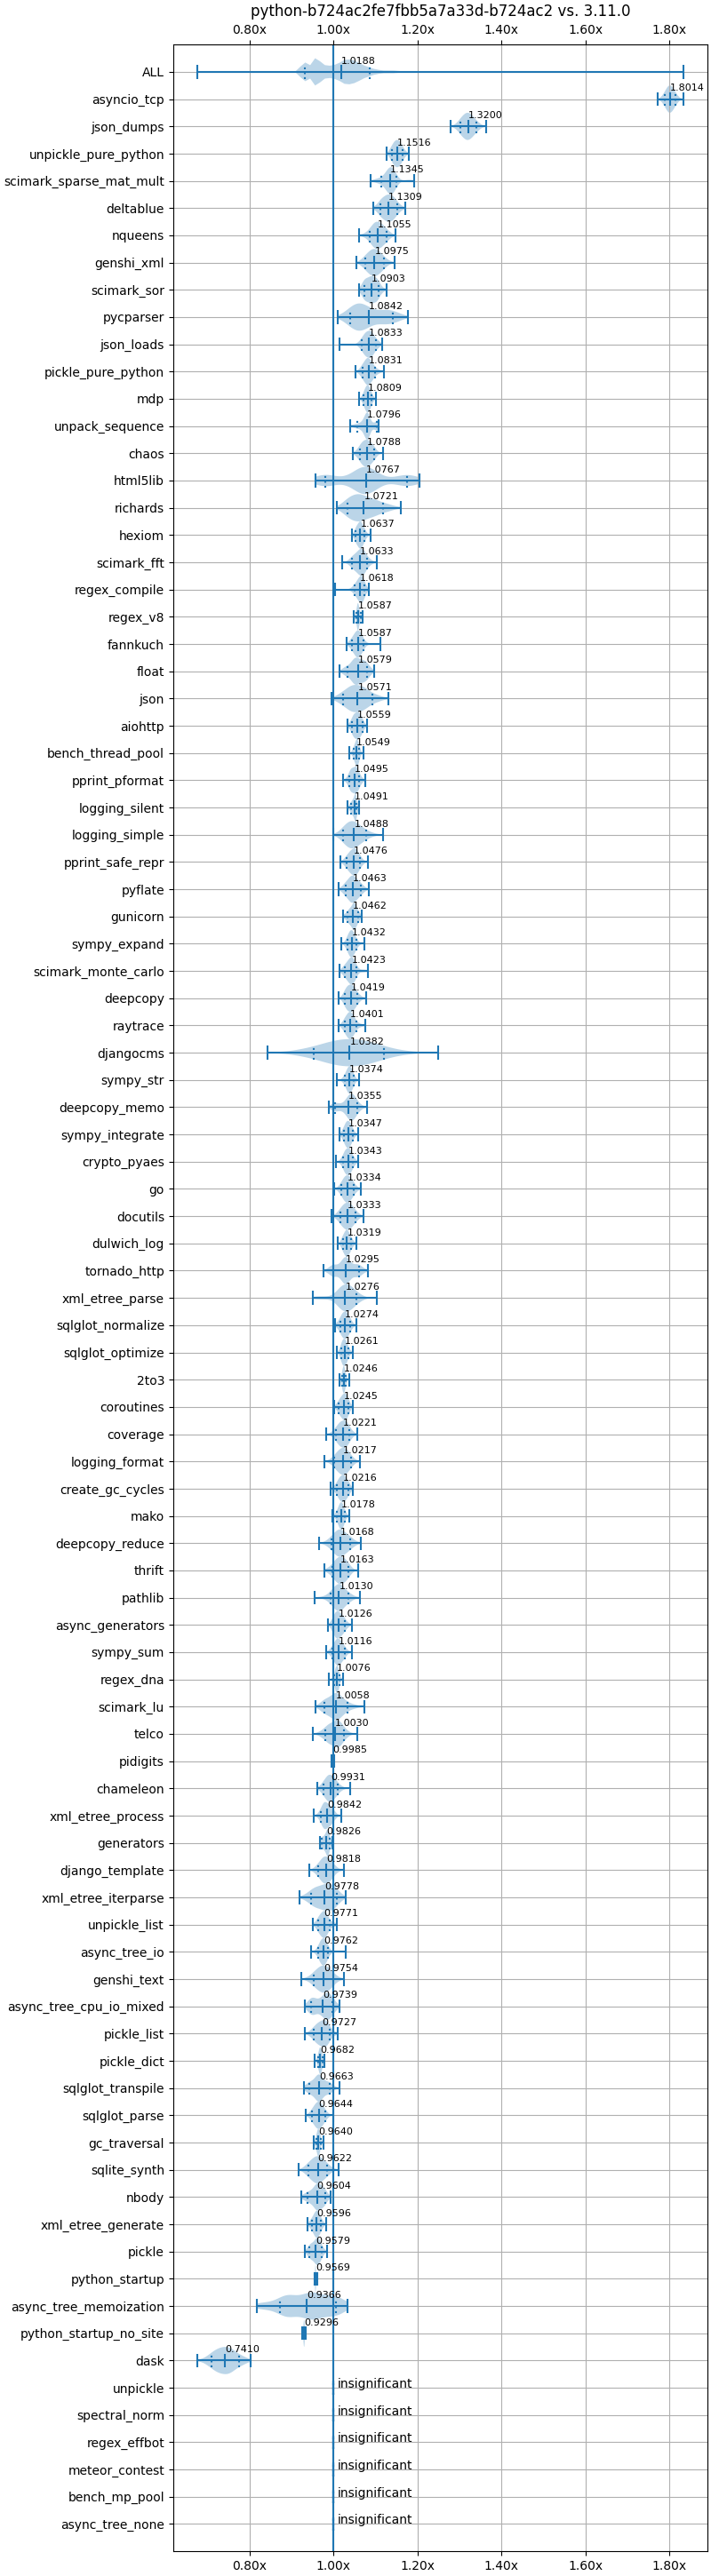 python-b724ac2fe7fbb5a7a33d-b724ac2 vs. 3.11.0
0.80x 1.00x 1.20x 1.40x 1.60x 1.80x
ALL 1.0188
asyncio_tcp 1.8014
json_dumps 1.3200
unpickle_pure_python 1.1516
scimark_sparse_mat_mult 1.1345
deltablue 1.1309
nqueens 1.1055
genshi_xml 1.0975
scimark_sor 1.0903
pycparser 1.0842
json_loads 1.0833
pickle_pure_python 1.0831
mdp 1.0809
unpack_sequence 1.0796
chaos 1.0788
html5lib 1.0767
richards 1.0721
hexiom 1.0637
scimark_fft 1.0633
regex_compile 1.0618
regex_v8 1.0587
fannkuch 1.0587
float 1.0579
json 1.0571
aiohttp 1.0559
bench_thread_pool 1.0549
pprint_pformat 1.0495
logging_silent 1.0491
logging_simple 1.0488
pprint_safe_repr 1.0476
pyflate 1.0463
gunicorn 1.0462
sympy_expand 1.0432
scimark_monte_carlo 1.0423
deepcopy 1.0419
raytrace 1.0401
djangocms 1.0382
sympy_str 1.0374
deepcopy_memo 1.0355
sympy_integrate 1.0347
crypto_pyaes 1.0343
go 1.0334
docutils 1.0333
dulwich_log 1.0319
tornado_http 1.0295
xml_etree_parse 1.0276
sqlglot_normalize 1.0274
sqlglot_optimize 1.0261
2to3 1.0246
coroutines 1.0245
coverage 1.0221
logging_format 1.0217
create_gc_cycles 1.0216
mako 1.0178
deepcopy_reduce 1.0168
thrift 1.0163
pathlib 1.0130
async_generators 1.0126
sympy_sum 1.0116
regex_dna 1.0076
scimark_lu 1.0058
telco 1.0030
pidigits 0.9985
chameleon 0.9931
xml_etree_process 0.9842
generators 0.9826
django_template 0.9818
xml_etree_iterparse 0.9778
unpickle_list 0.9771
async_tree_io 0.9762
genshi_text 0.9754
async_tree_cpu_io_mixed 0.9739
pickle_list 0.9727
pickle_dict 0.9682
sqlglot_transpile 0.9663
sqlglot_parse 0.9644
gc_traversal 0.9640
sqlite_synth 0.9622
nbody 0.9604
xml_etree_generate 0.9596
pickle 0.9579
python_startup 0.9569
async_tree_memoization 0.9366
python_startup_no_site 0.9296
dask 0.7410
unpickle insignificant
spectral_norm insignificant
regex_effbot insignificant
meteor_contest insignificant
bench_mp_pool insignificant
async_tree_none insignificant
0.80x 1.00x 1.20x 1.40x 1.60x 1.80x